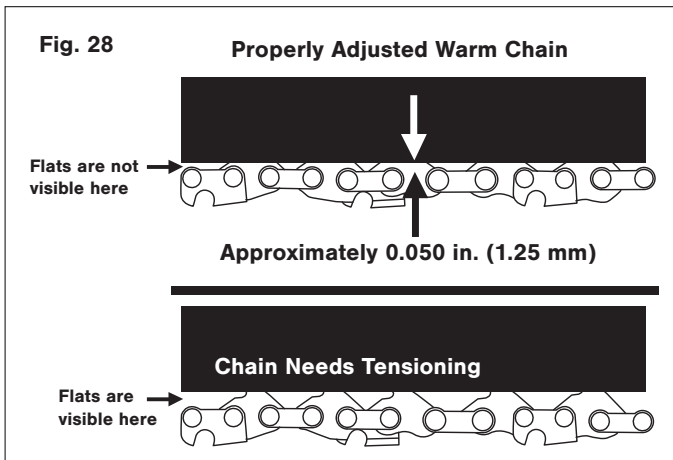 Fig. 28
Properly Adjusted Warm Chain
Flats are not
visible here
Approximately 0.050 in. (1.25 mm)
Chain Needs Tensioning
Flats are
visible here